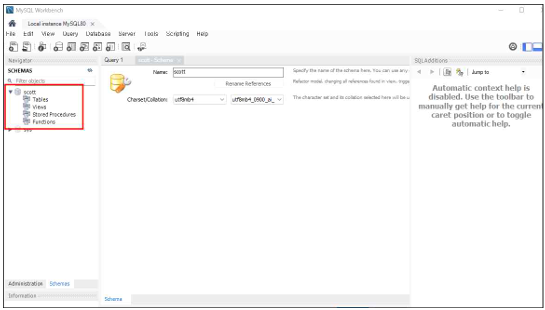 MySQL Workbench
Local instance MySQL80 ×
File Edit View Query Database Server Tools Scripting Help
Navigator
SCHEMAS
Filter objects
scott
Tables
Views
Stored Procedures
Functions
sys
Administration Schemas
Information
Query 1 scott - Schema ×
Name: scott
Rename References
Charset/Collation: utf8mb4 utf8mb4_0900_ai_
Specify the name of the schema here. You can use any
Refactor model, changing all references found in view, trigge
The character set and its collation selected here will be u
Schema
SQLAdditions
Jump to
Automatic context help is
disabled. Use the toolbar to
manually get help for the current
caret position or to toggle
automatic help.